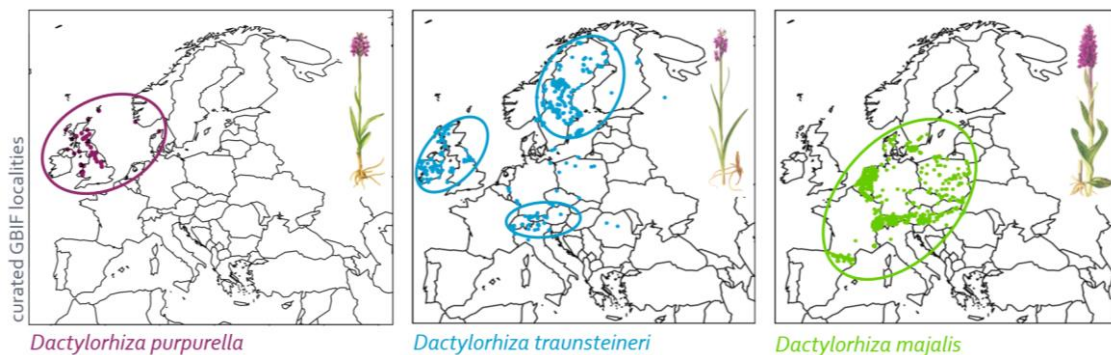 curated GBIF localities
Dactylorhiza purpurella
Dactylorhiza traunsteineri
Dactylorhiza majalis